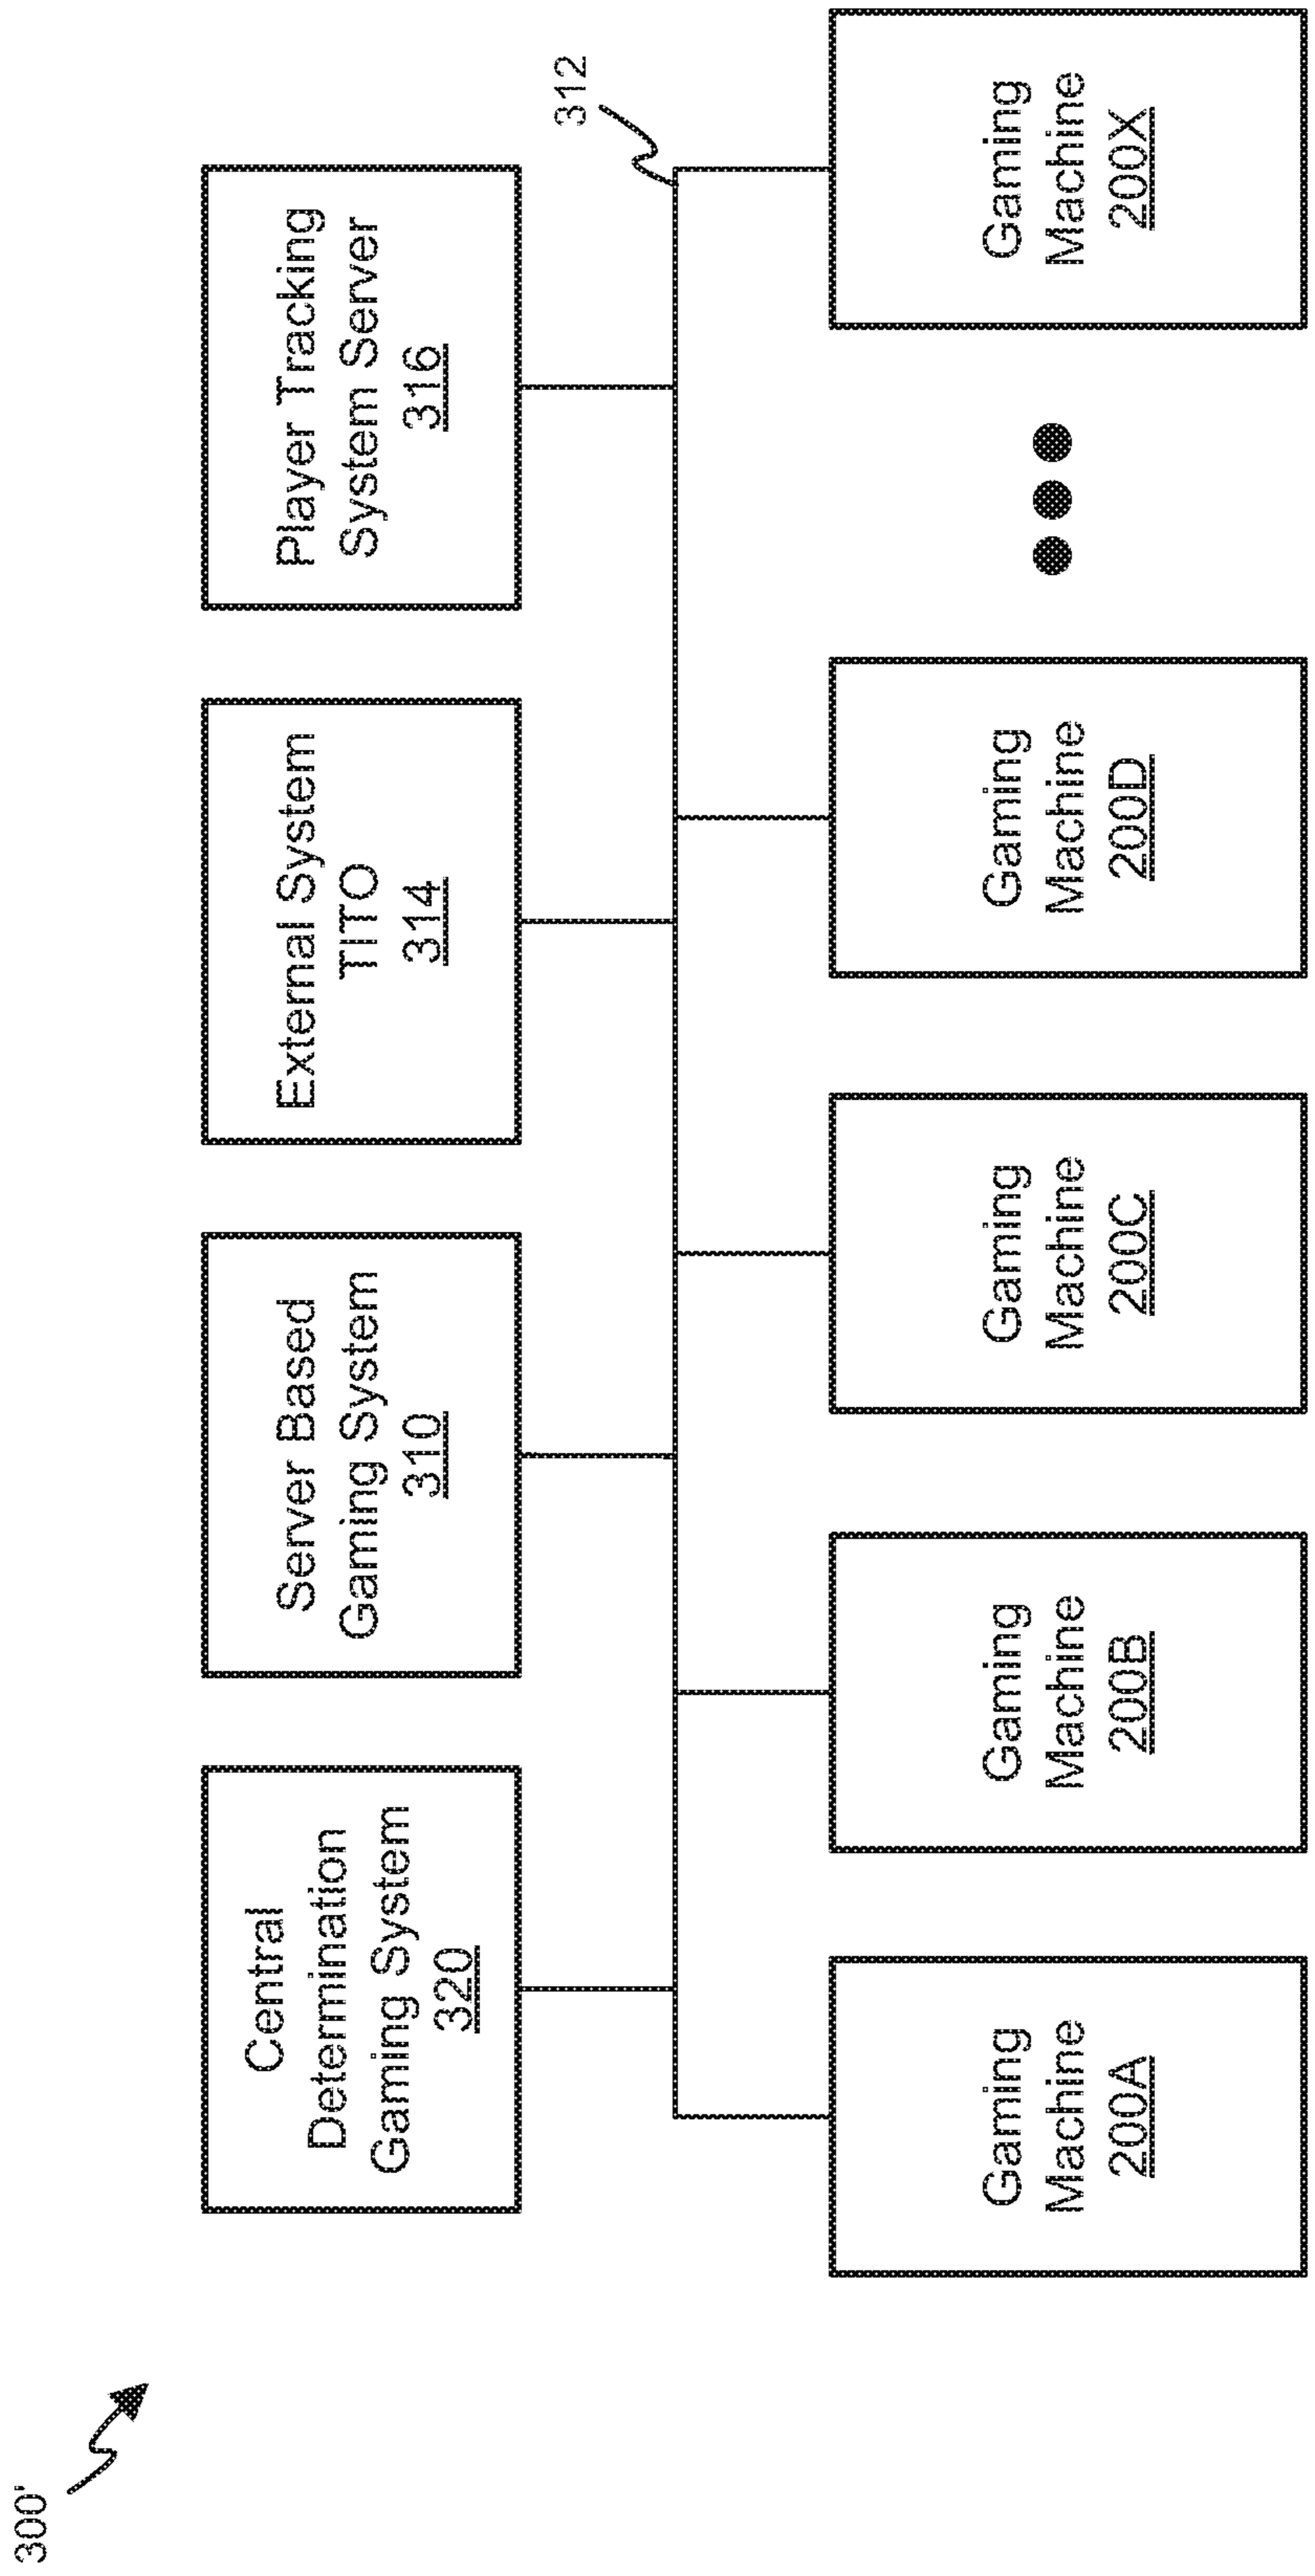 300'
Central
Determination
Gaming System
320
Server Based
Gaming System
310
External System
TITO
314
Player Tracking
System Server
316
312
Gaming
Machine
200A
Gaming
Machine
200B
Gaming
Machine
200C
Gaming
Machine
200D
Gaming
Machine
200X